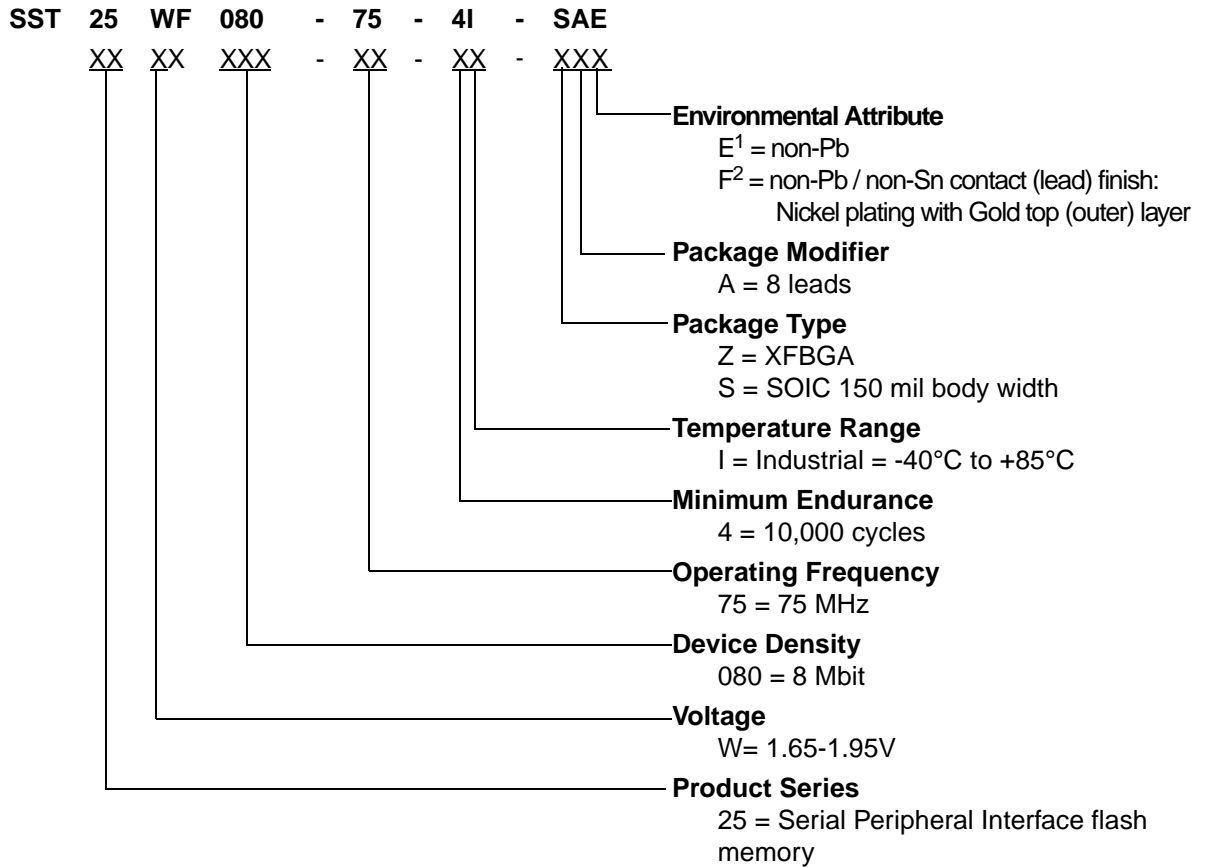 SST 25 WF 080 - 75 - 4I - SAE
XX XX XXX - XX - XX - XXX
Environmental Attribute
E1 = non-Pb
F2 = non-Pb / non-Sn contact (lead) finish:
Nickel plating with Gold top (outer) layer
Package Modifier
A = 8 leads
Package Type
Z = XFBGA
S = SOIC 150 mil body width
Temperature Range
I = Industrial = -40°C to +85°C
Minimum Endurance
4 = 10,000 cycles
Operating Frequency
75 = 75 MHz
Device Density
080 = 8 Mbit
Voltage
W= 1.65-1.95V
Product Series
25 = Serial Peripheral Interface flash
memory